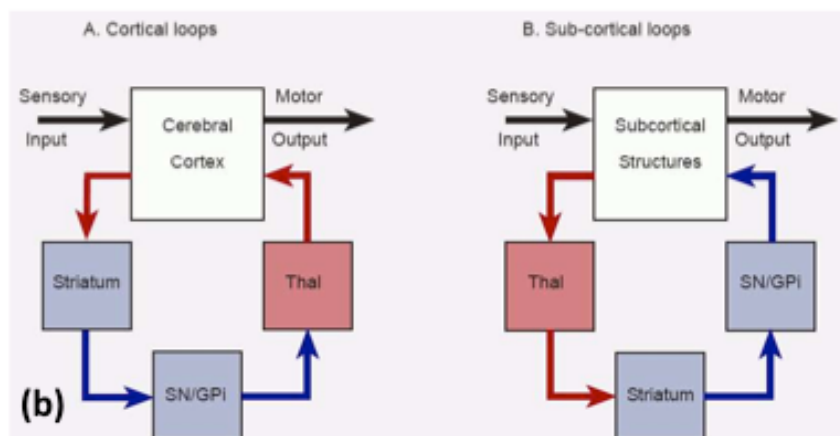 A. Cortical loops
Sensory
Input
Cerebral
Cortex
Motor
Output
Striatum
Thal
SN/GPi
(b)
B. Sub-cortical loops
Sensory
Input
Subcortical
Structures
Motor
Output
Thal
SN/GPi
Striatum